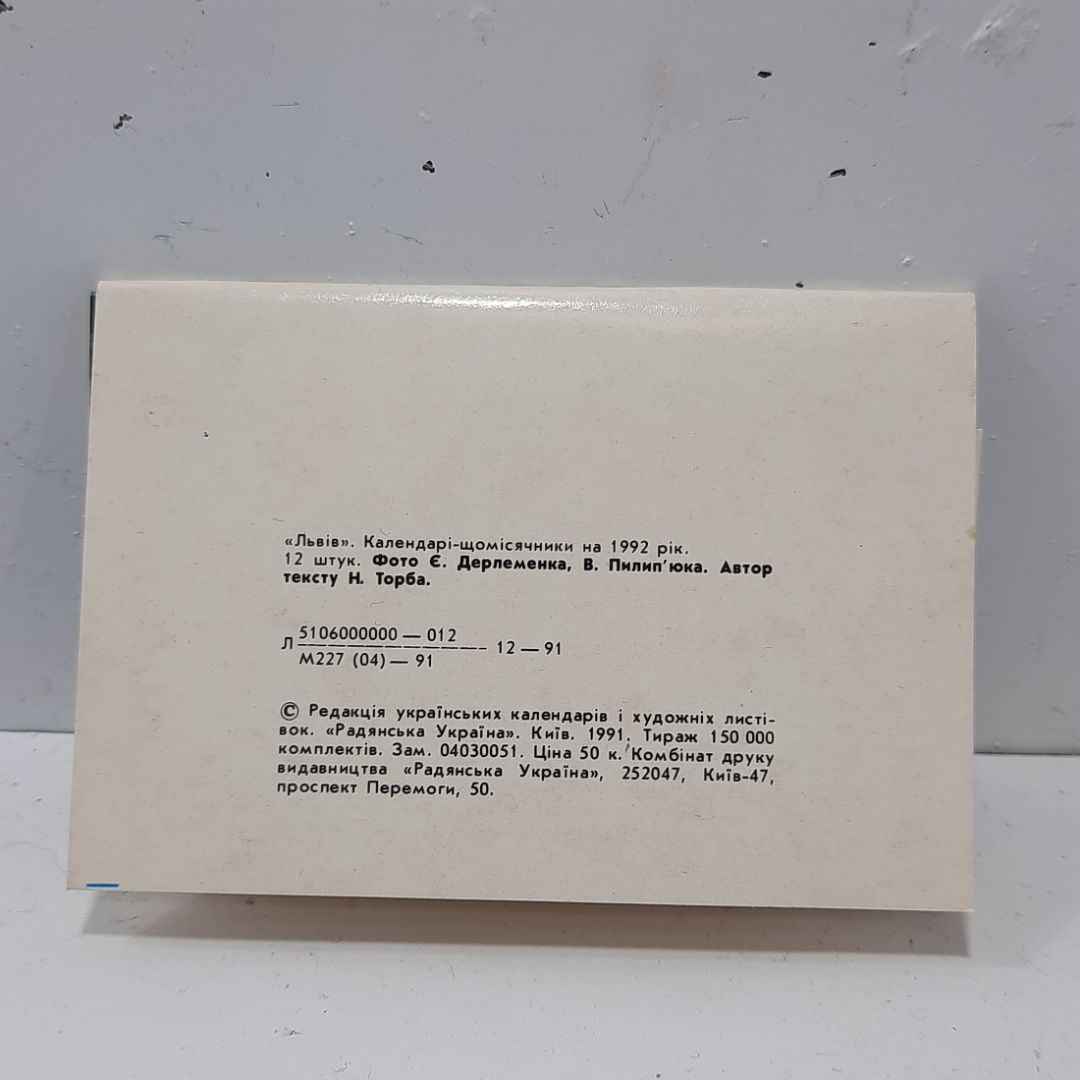 «Львів». Календарі-щомісячники на 1992 рік.
12 штук. Фото Є. Дерлеменка, В. Пилип'юка. Автор
тексту Н. Торба.
Л 5106000000 — 012 12 — 91
М227 (04) — 91
© Редакція українських календарів і художніх листі-
вок. «Радянська Україна». Київ. 1991. Тираж 150 000
комплектів. Зам. 04030051. Ціна 50 к. Комбінат друку
видавництва «Радянська Україна», 252047, Київ-47,
проспект Перемоги, 50.